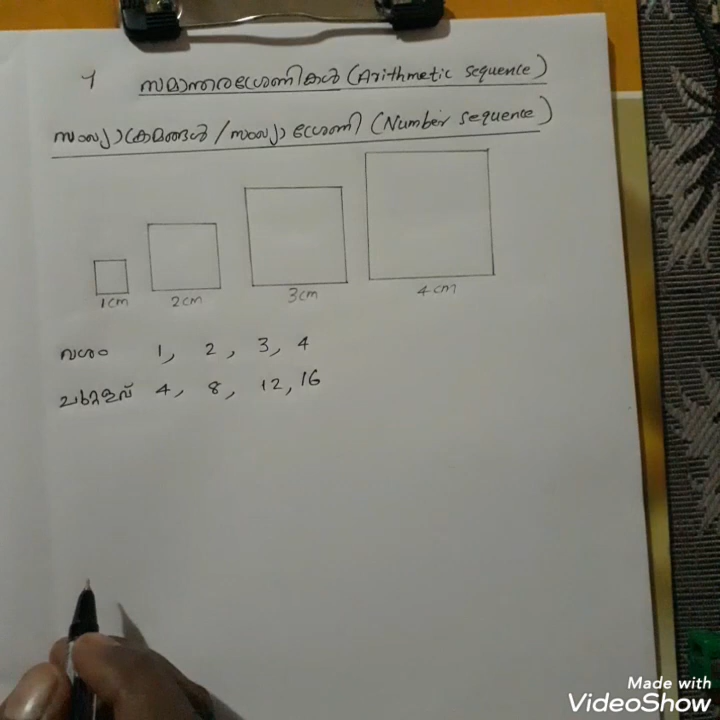 1 സമാന്തരശ്രേണികൾ (Arithmetic sequence)
സംഖ്യാക്രമങ്ങൾ / സംഖ്യാ ശ്രേണി (Number sequence)
1cm 2cm 3cm 4cm
വശം 1, 2, 3, 4
ചുറ്റളവ് 4, 8, 12, 16
Made with
VideoShow